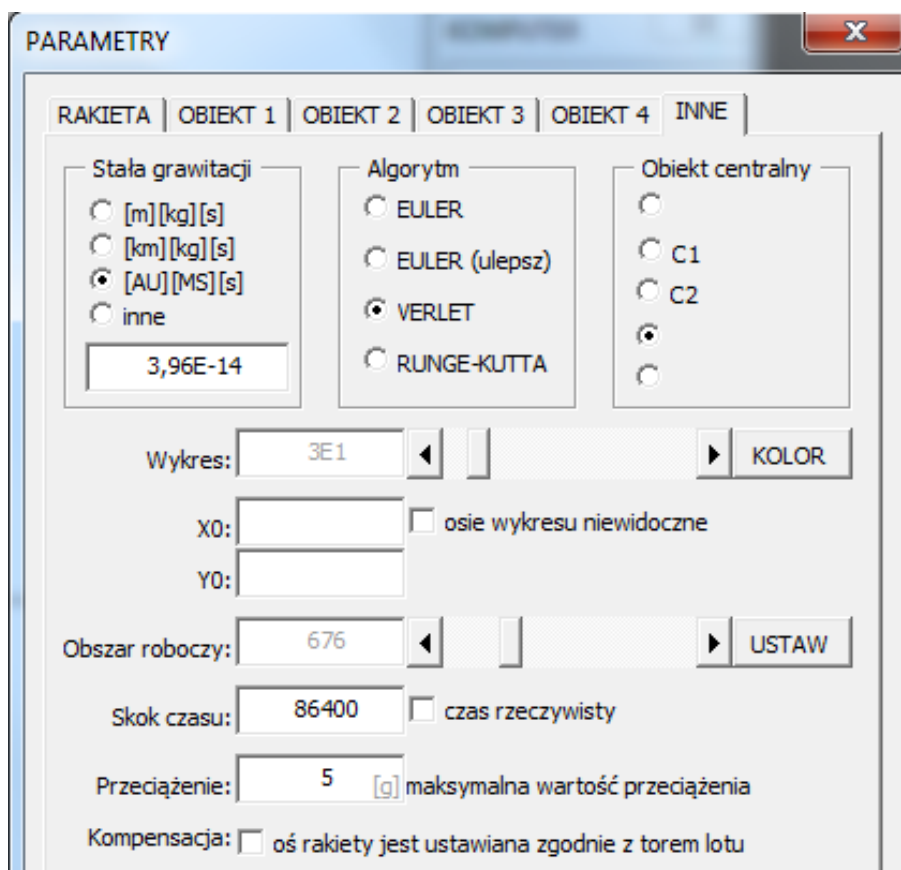 PARAMETRY
RAKIETA OBIEKT 1 OBIEKT 2 OBIEKT 3 OBIEKT 4 INNE
Stała grawitacji
[m][kg][s]
[km][kg][s]
[AU][MS][s]
inne
3,96E-14
Algorytm
EULER
EULER (ulepsz)
VERLET
RUNGE-KUTTA
Obiekt centralny
C1
C2
Wykres: 3E1 KOLOR
X0: osie wykresu niewidoczne
Y0:
Obszar roboczy: 676 USTAW
Skok czasu: 86400 czas rzeczywisty
Przeciążenie: 5 [g] maksymalna wartość przeciążenia
Kompensacja: oś rakiety jest ustawiana zgodnie z torem lotu